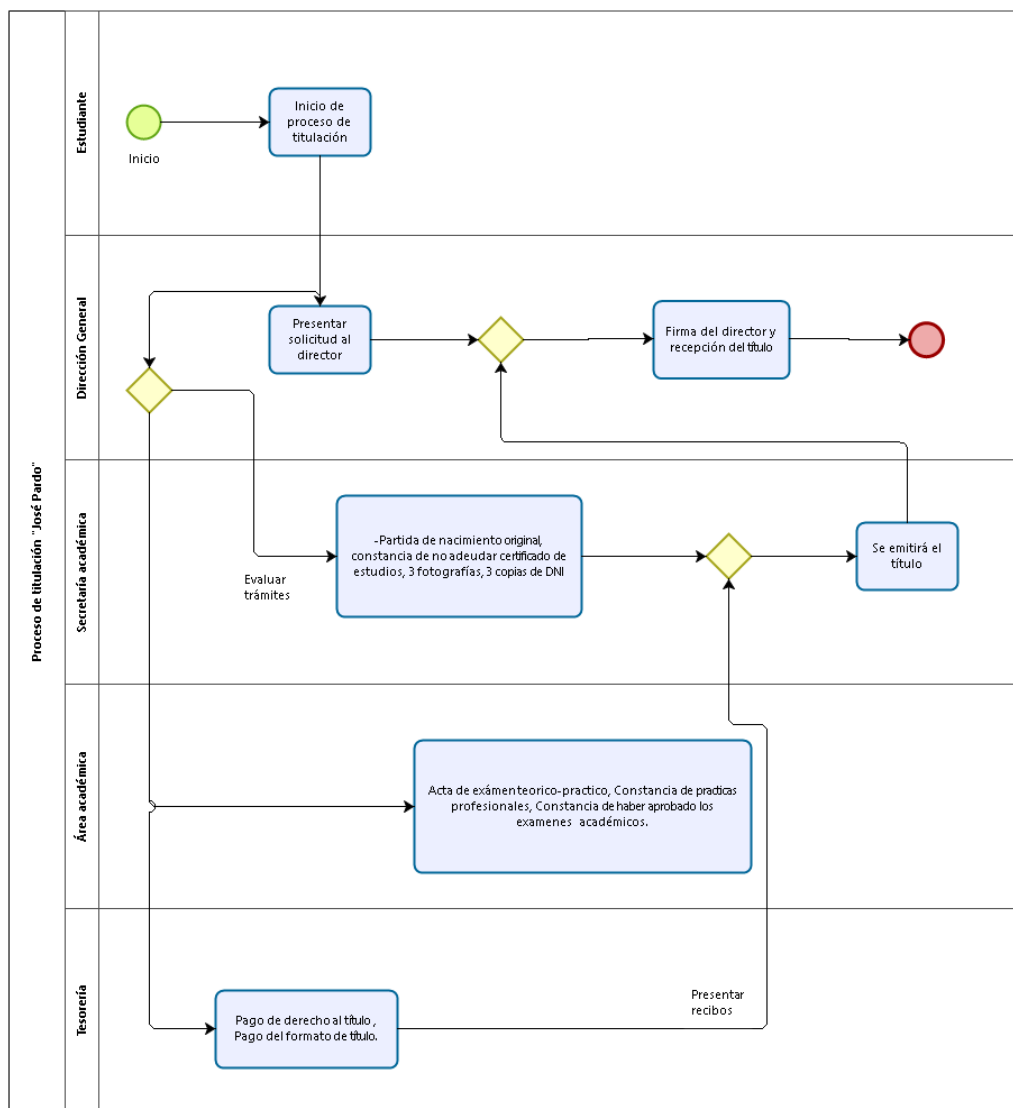 Proceso de titulación "José Pardo"
Estudiante
Inicio
Inicio de
proceso de
titulación
Dirección General
Presentar
solicitud al
director
Firma del director y
recepción del título
Secretaría académica
Evaluar
trámites
-Partida de nacimiento original,
constancia de no adeudar certificado de
estudios, 3 fotografías, 3 copias de DNI
Se emitirá el
título
Área académica
Acta de exámen teorico-practico, Constancia de practicas
profesionales, Constancia de haber aprobado los
examenes académicos.
Tesorería
Pago de derecho al título ,
Pago del formato de título.
Presentar
recibos